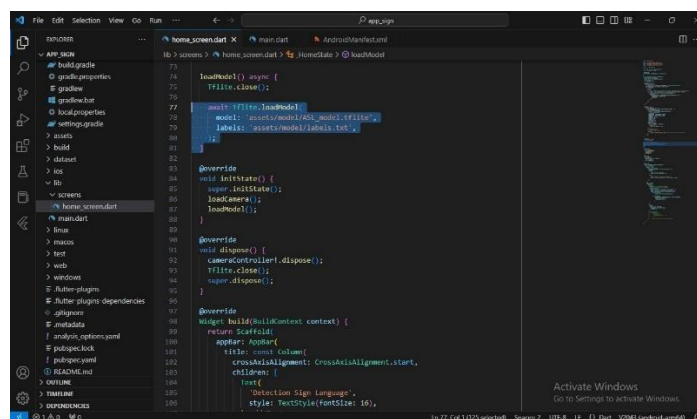 File Edit Selection View Go Run ... app_sign
EXPLORER ... home_screen.dart main.dart AndroidManifest.xml
lib > screens > home_screen.dart > _HomeState > loadModel
APP_SIGN
build.gradle
gradle.properties
gradlew
gradlew.bat
local.properties
settings.gradle
assets
build
dataset
ios
lib
screens
home_screen.dart
main.dart
linux
macos
test
web
windows
.flutter-plugins
.flutter-plugins-dependencies
.gitignore
.metadata
analysis_options.yaml
pubspec.lock
pubspec.yaml
README.md
OUTLINE
TIMELINE
DEPENDENCIES
73
74 loadModel() async {
75 Tflite.close();
76
77 await Tflite.loadModel(
78 model: 'assets/model/ASL_model.tflite',
79 labels: 'assets/model/labels.txt',
80 );
81 }
82
83 @override
84 void initState() {
85 super.initState();
86 loadCamera();
87 loadModel();
88 }
89
90 @override
91 void dispose() {
92 cameraController!.dispose();
93 Tflite.close();
94 super.dispose();
95 }
96
97 @override
98 Widget build(BuildContext context) {
99 return Scaffold(
100 appBar: AppBar(
101 title: const Column(
102 crossAxisAlignment: CrossAxisAlignment.start,
103 children: [
104 Text(
105 'Detection Sign Language',
106 style: TextStyle(fontSize: 16),
Activate Windows
Go to Settings to activate Windows.